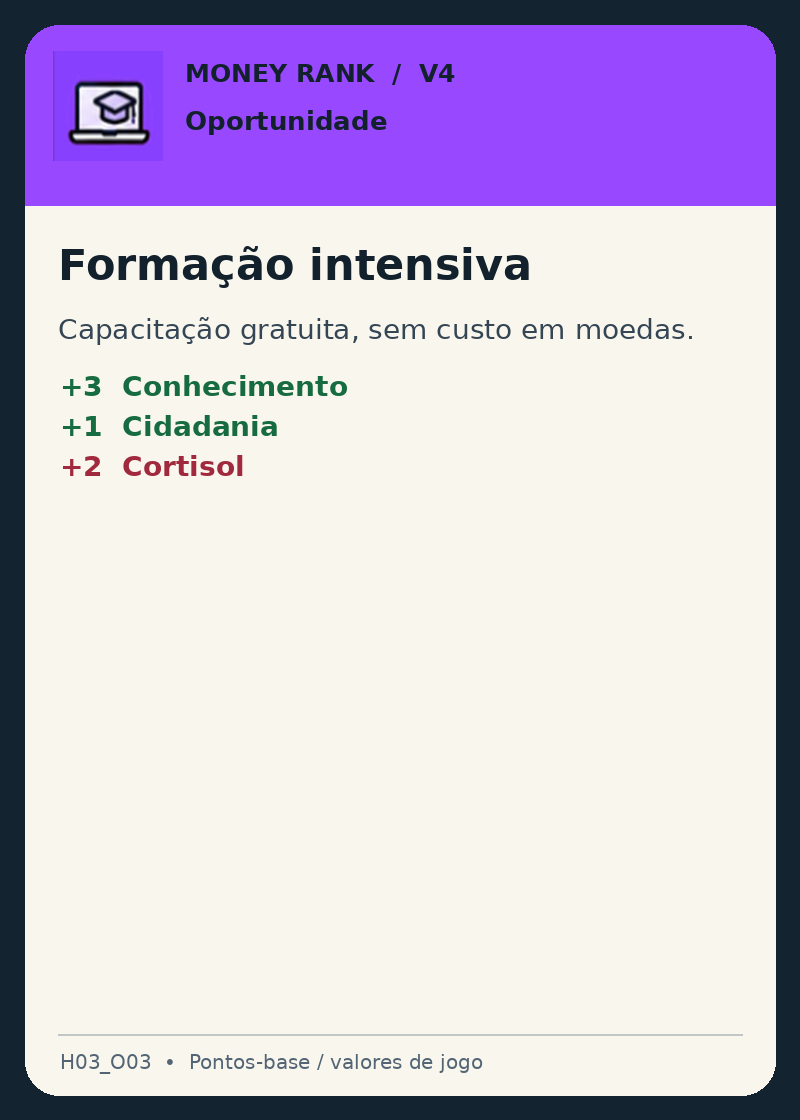 MONEY RANK / V4
Oportunidade
Formação intensiva
Capacitação gratuita, sem custo em moedas.
+3 Conhecimento
+1 Cidadania
+2 Cortisol
H03_O03 • Pontos-base / valores de jogo